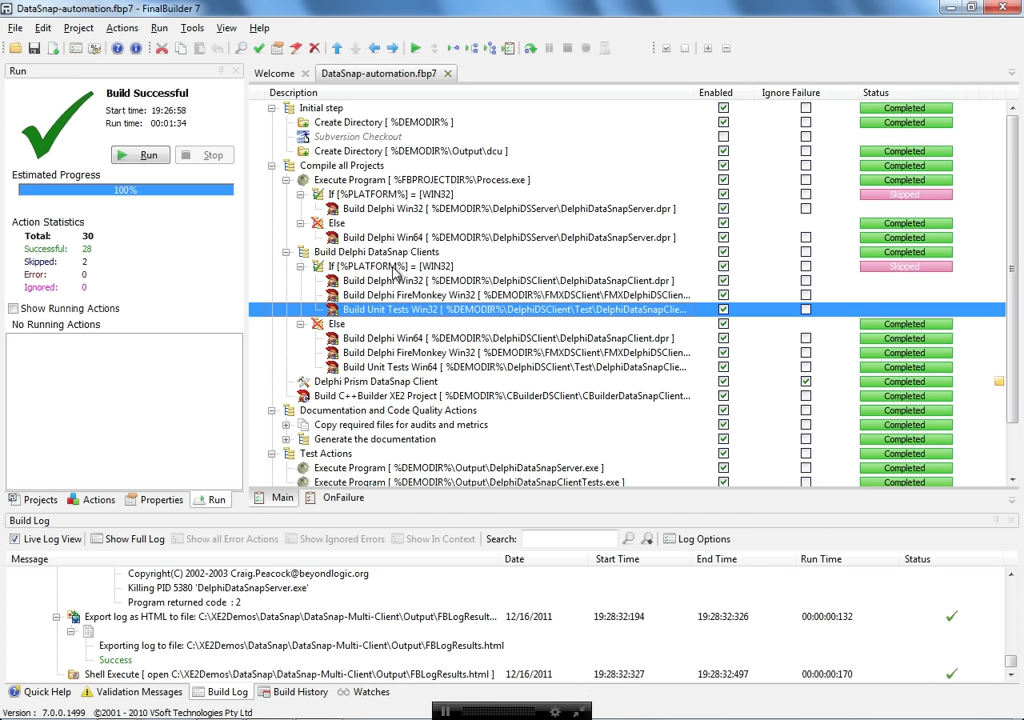 DataSnap-automation.fbp7 - FinalBuilder 7
File Edit Project Actions Run Tools View Help
Run
Welcome DataSnap-automation.fbp7
Build Successful
Start time: 19:26:58
Run time: 00:01:34
Run Stop
Estimated Progress
100%
Action Statistics
Total: 30
Successful: 28
Skipped: 2
Error: 0
Ignored: 0
Show Running Actions
No Running Actions
Projects Actions Properties Run
Description Enabled Ignore Failure Status
Initial step Completed
Create Directory [ %DEMODIR% ] Completed
Subversion Checkout
Create Directory [ %DEMODIR%\Output\dcu ] Completed
Compile all Projects Completed
Execute Program [ %FBPROJECTDIR%\Process.exe ] Completed
If [%PLATFORM%] = [WIN32] Skipped
Build Delphi Win32 [ %DEMODIR%\DelphiDSServer\DelphiDataSnapServer.dpr ]
Else Completed
Build Delphi Win64 [ %DEMODIR%\DelphiDSServer\DelphiDataSnapServer.dpr ] Completed
Build Delphi DataSnap Clients Completed
If [%PLATFORM%] = [WIN32] Skipped
Build Delphi Win32 [ %DEMODIR%\DelphiDSClient\DelphiDataSnapClient.dpr ]
Build Delphi FireMonkey Win32 [ %DEMODIR%\FMXDSClient\FMXDelphiDSClien...
Build Unit Tests Win32 [ %DEMODIR%\DelphiDSClient\Test\DelphiDataSnapClie...
Else Completed
Build Delphi Win64 [ %DEMODIR%\DelphiDSClient\DelphiDataSnapClient.dpr ] Completed
Build Delphi FireMonkey Win32 [ %DEMODIR%\FMXDSClient\FMXDelphiDSClien... Completed
Build Unit Tests Win64 [ %DEMODIR%\DelphiDSClient\Test\DelphiDataSnapClie... Completed
Delphi Prism DataSnap Client Completed
Build C++Builder XE2 Project [ %DEMODIR%\CBuilderDSClient\CBuilderDataSnapClient... Completed
Documentation and Code Quality Actions Completed
Copy required files for audits and metrics Completed
Generate the documentation Completed
Test Actions Completed
Execute Program [ %DEMODIR%\Output\DelphiDataSnapServer.exe ] Completed
Execute Program [ %DEMODIR%\Output\DelphiDataSnapClientTests.exe ] Completed
Main OnFailure
Build Log
Live Log View Show Full Log Show all Error Actions Show Ignored Errors Show In Context Search: Log Options
Message Date Start Time End Time Run Time Status
Copyright(C) 2002-2003 Craig.Peacock@beyondlogic.org
Killing PID 5380 'DelphiDataSnapServer.exe'
Program returned code : 2
Export log as HTML to file: C:\XE2Demos\DataSnap\DataSnap-Multi-Client\Output\FBLogResult... 12/16/2011 19:28:32:194 19:28:32:326 00:00:00:132
Exporting log to file: C:\XE2Demos\DataSnap\DataSnap-Multi-Client\Output\FBLogResults.html
Success
Shell Execute [ open C:\XE2Demos\DataSnap\DataSnap-Multi-Client\Output\FBLogResults.html ] 12/16/2011 19:28:32:327 19:28:32:497 00:00:00:170
Quick Help Validation Messages Build Log Build History Watches
Version : 7.0.0.1499 ©2001 - 2010 VSoft Technologies Pty Ltd